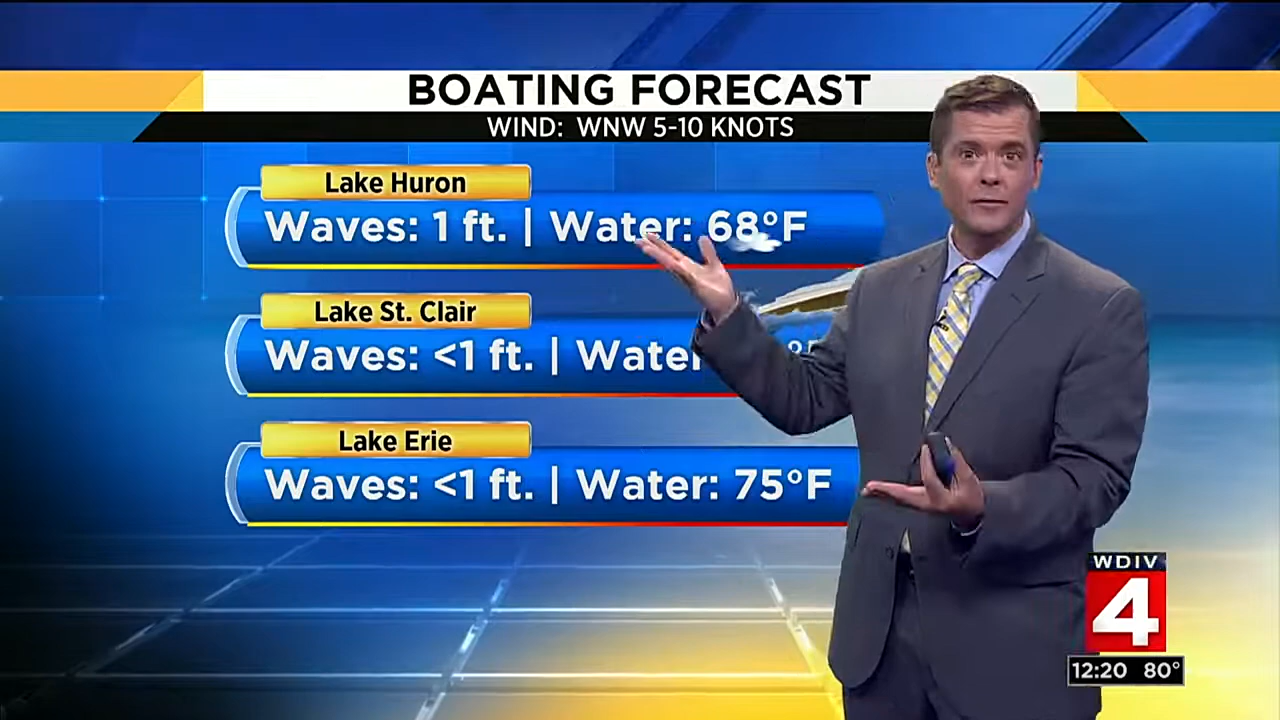 BOATING FORECAST
WIND: WNW 5-10 KNOTS
Lake Huron
Waves: 1 ft. | Water: 68°F
Lake St. Clair
Waves: <1 ft. | Water
Lake Erie
Waves: <1 ft. | Water: 75°F
WDIV
4
12:20 80°